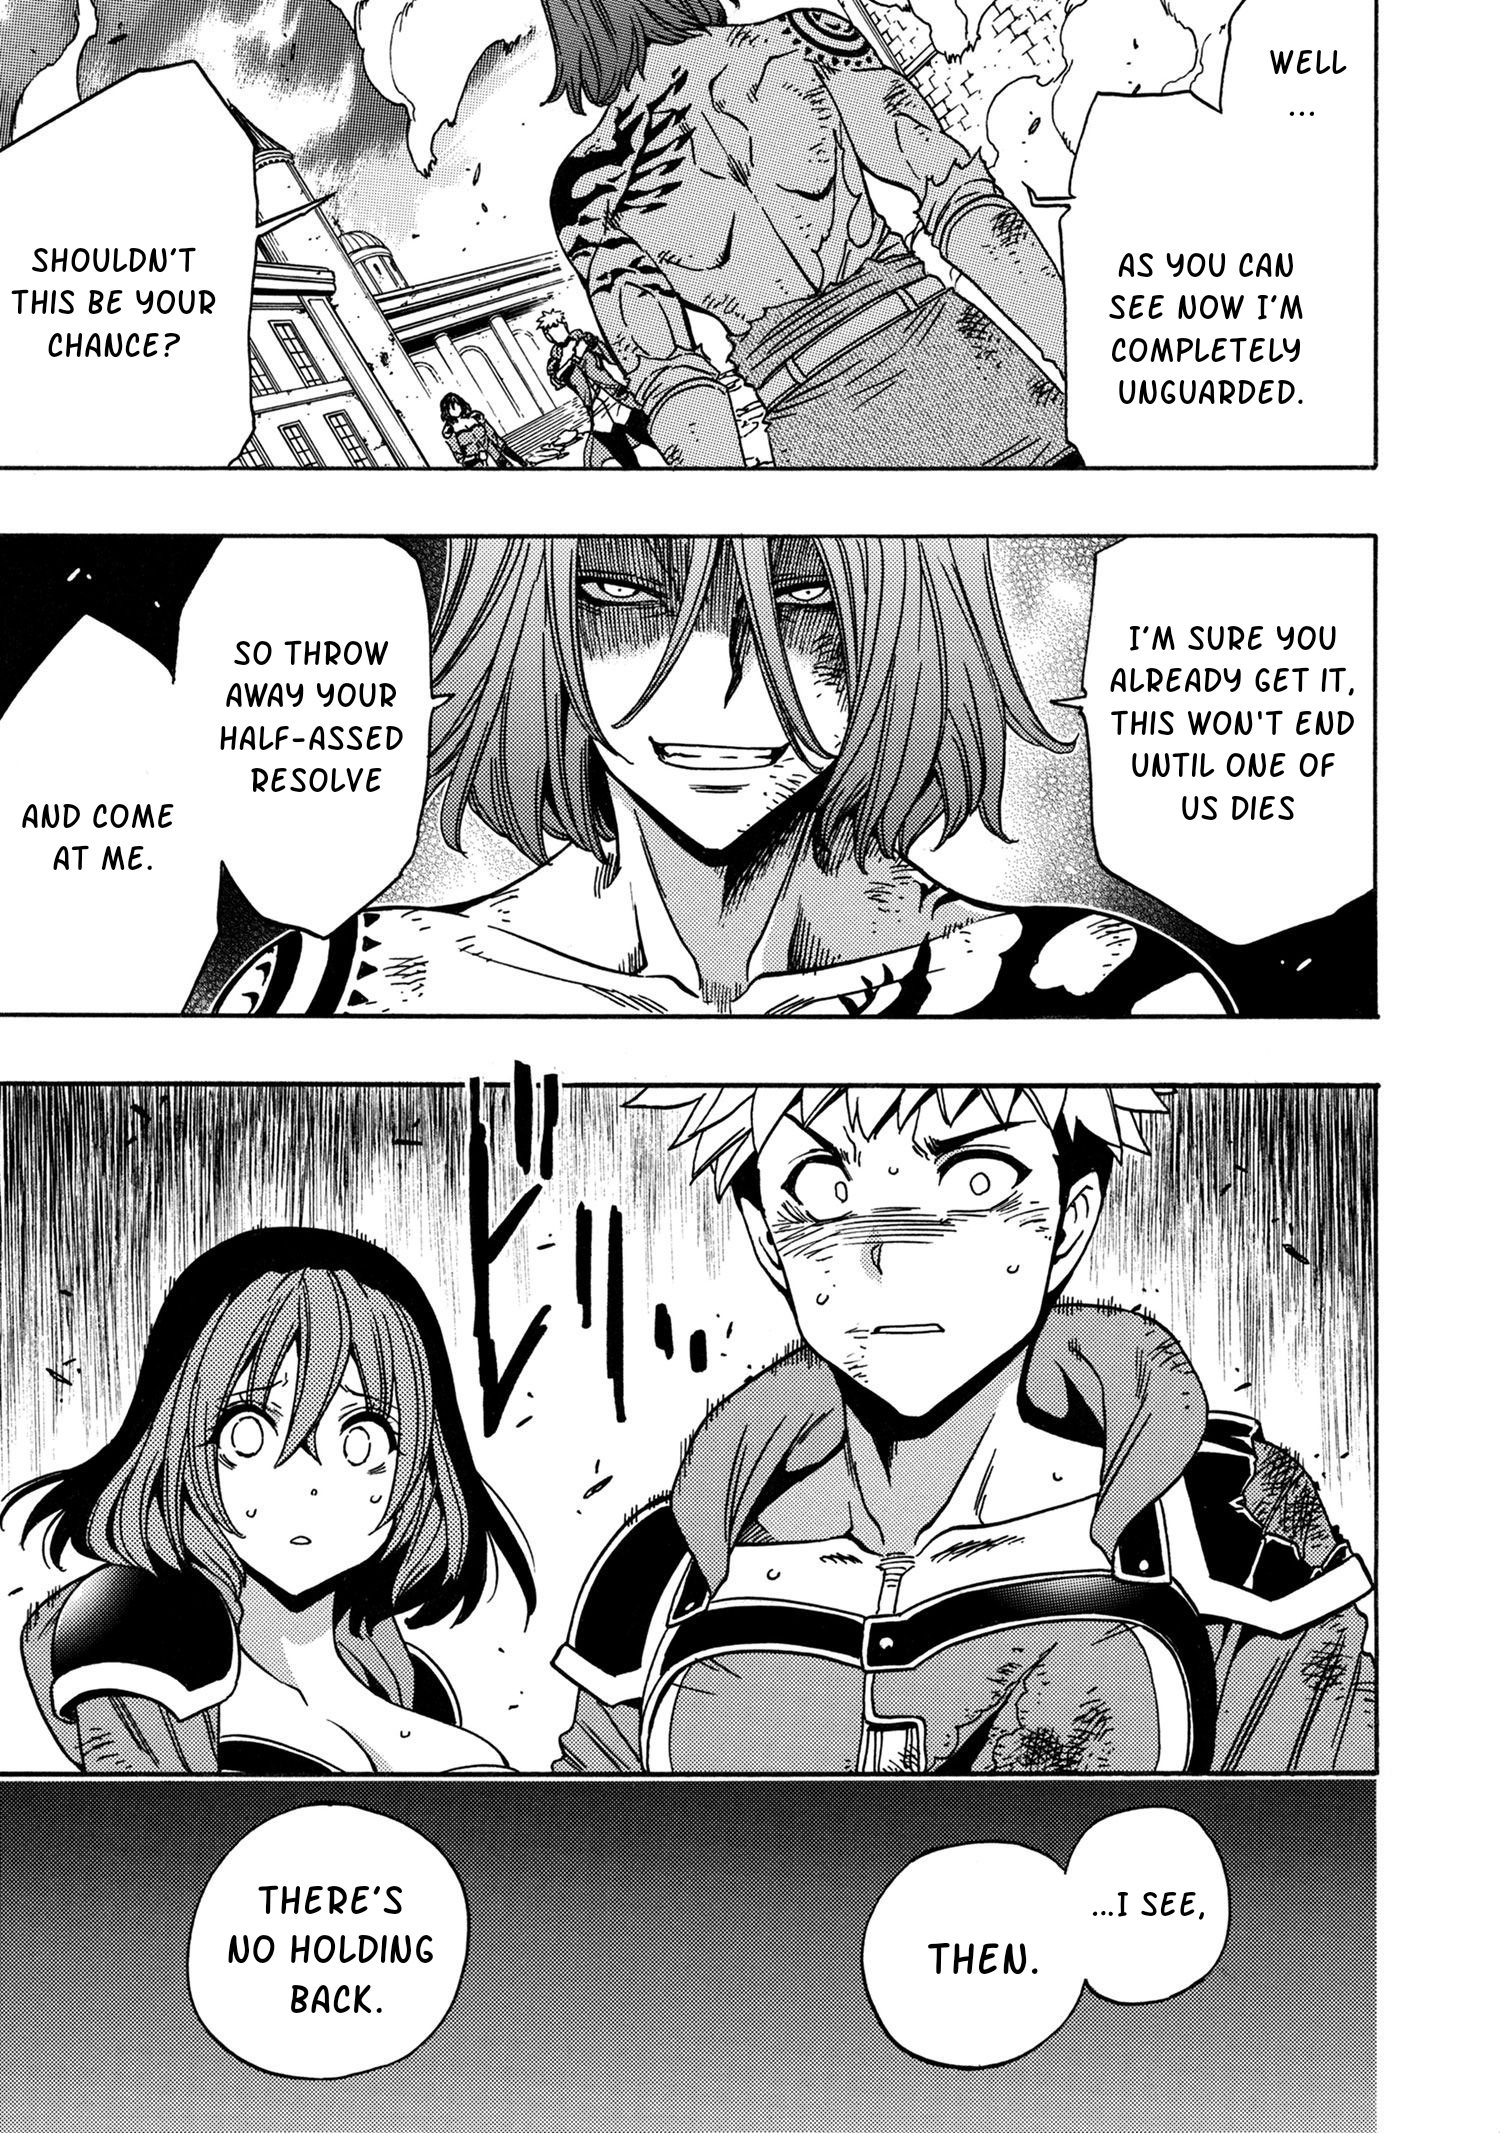 WELL
...
AS YOU CAN
SEE NOW I'M
COMPLETELY
UNGUARDED.
SHOULDN'T
THIS BE YOUR
CHANCE?
I'M SURE YOU
ALREADY GET IT,
THIS WON'T END
UNTIL ONE OF
US DIES
SO THROW
AWAY YOUR
HALF-ASSED
RESOLVE
AND COME
AT ME.
ビリ
...I SEE,
THEN.
THERE'S
NO HOLDING
BACK.